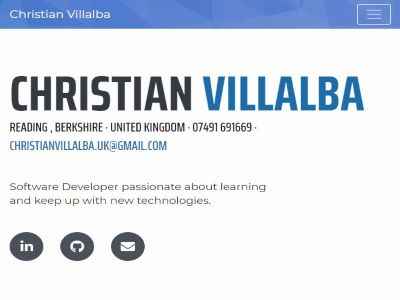 Christian Villalba
CHRISTIAN VILLALBA
READING , BERKSHIRE · UNITED KINGDOM · 07491 691669 ·
CHRISTIANVILLALBA.UK@GMAIL.COM
Software Developer passionate about learning
and keep up with new technologies.
in